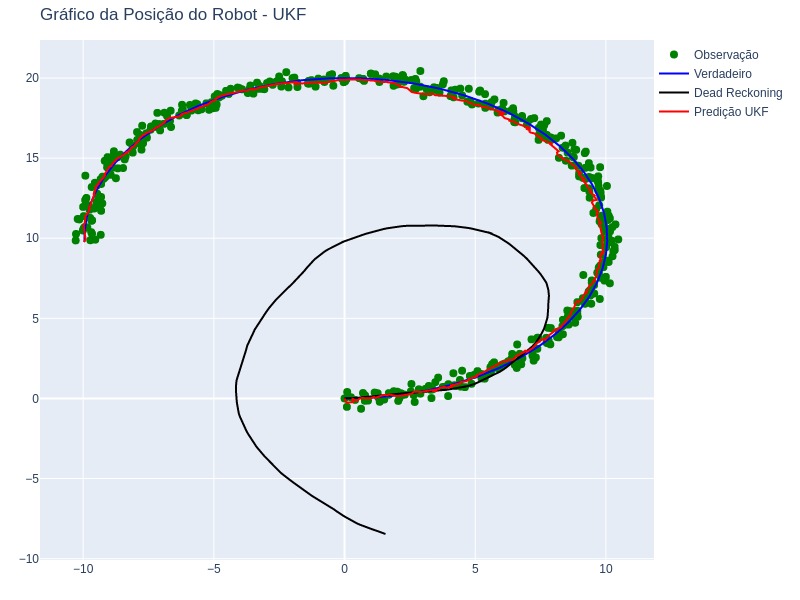 Gráfico da Posição do Robot - UKF
Observação
Verdadeiro
Dead Reckoning
Predição UKF
20
15
10
5
0
−5
−10
−10
−5
0
5
10